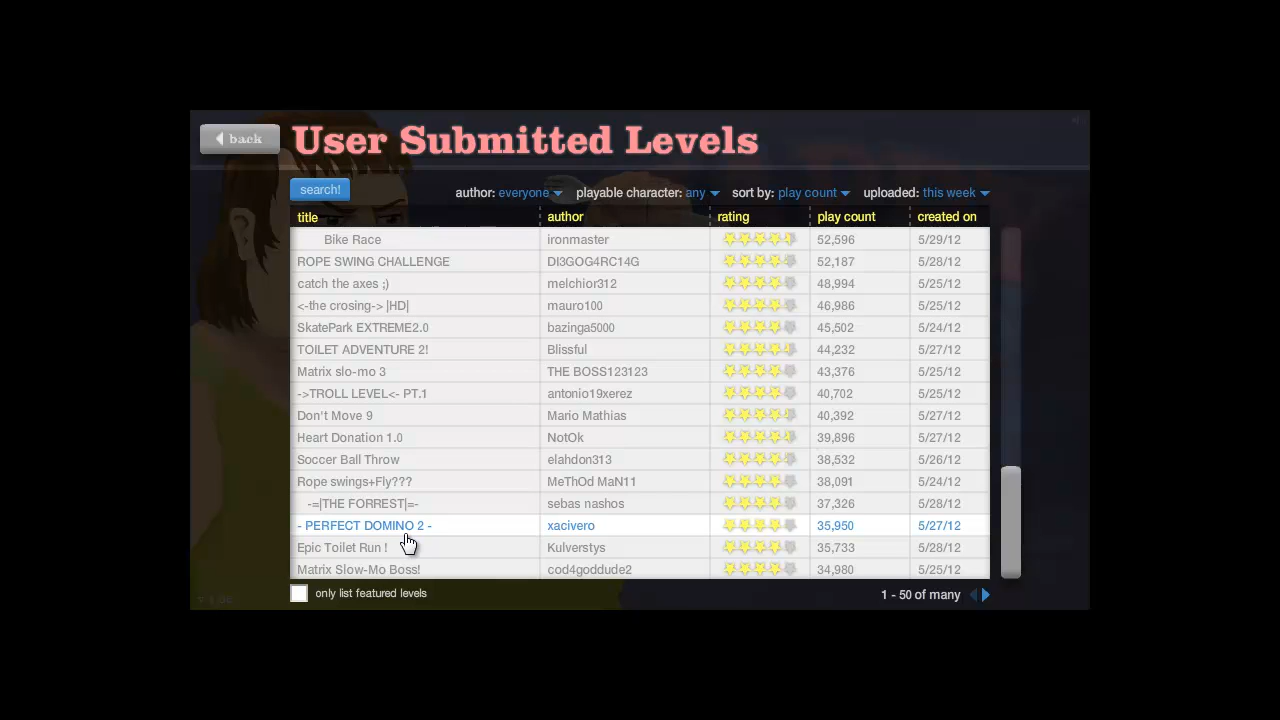 back
User Submitted Levels
search!
author: everyone playable character: any sort by: play count uploaded: this week
title author rating play count created on
Bike Race ironmaster 52,596 5/29/12
ROPE SWING CHALLENGE DI3GOG4RC14G 52,187 5/28/12
catch the axes ;) melchior312 48,994 5/25/12
<-the crosing-> |HD| mauro100 46,986 5/25/12
SkatePark EXTREME2.0 bazinga5000 45,502 5/24/12
TOILET ADVENTURE 2! Blissful 44,232 5/27/12
Matrix slo-mo 3 THE BOSS123123 43,376 5/25/12
->TROLL LEVEL<- PT.1 antonio19xerez 40,702 5/25/12
Don't Move 9 Mario Mathias 40,392 5/27/12
Heart Donation 1.0 NotOk 39,896 5/27/12
Soccer Ball Throw elahdon313 38,532 5/26/12
Rope swings+Fly??? MeThOd MaN11 38,091 5/24/12
-=|THE FORREST|=- sebas nashos 37,326 5/28/12
- PERFECT DOMINO 2 - xacivero 35,950 5/27/12
Epic Toilet Run ! Kulverstys 35,733 5/28/12
Matrix Slow-Mo Boss! cod4goddude2 34,980 5/25/12
only list featured levels 1 - 50 of many